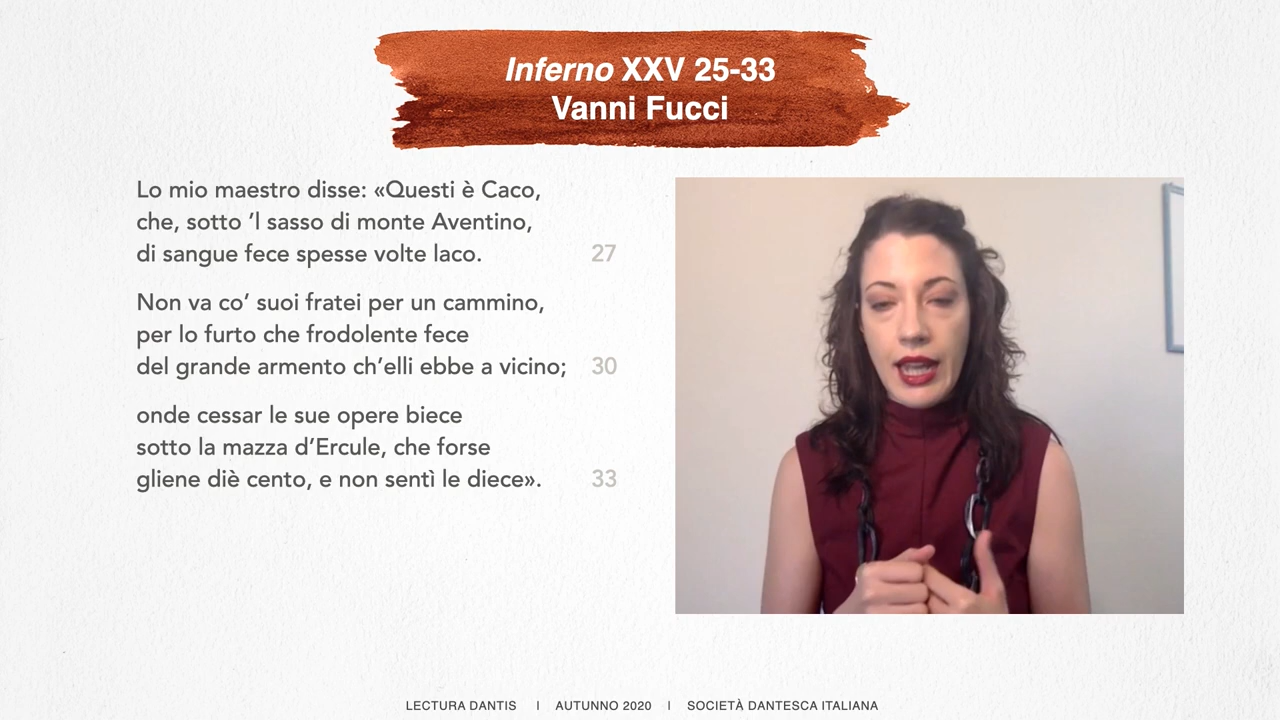 Inferno XXV 25-33
Vanni Fucci
Lo mio maestro disse: «Questi è Caco,
che, sotto ’l sasso di monte Aventino,
di sangue fece spesse volte laco. 27
Non va co’ suoi fratei per un cammino,
per lo furto che frodolente fece
del grande armento ch’elli ebbe a vicino; 30
onde cessar le sue opere biece
sotto la mazza d’Ercule, che forse
gliene diè cento, e non sentì le diece». 33
LECTURA DANTIS | AUTUNNO 2020 | SOCIETÀ DANTESCA ITALIANA